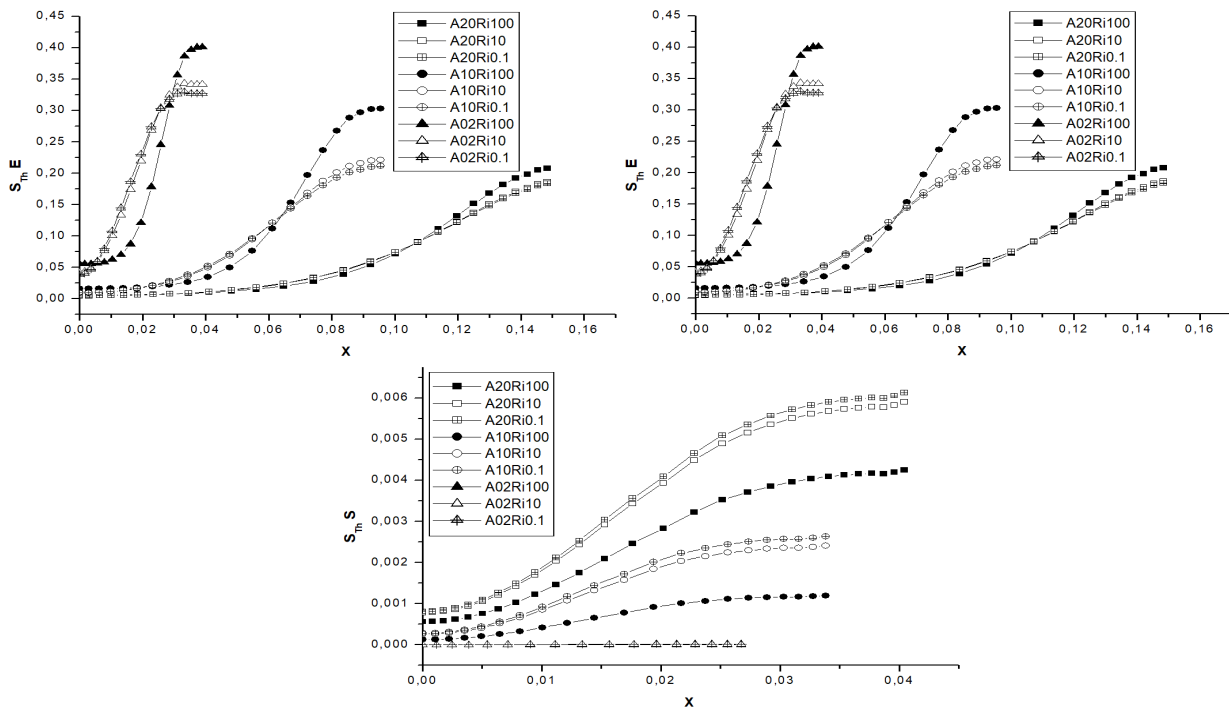 A20Ri100
A20Ri10
A20Ri0.1
A10Ri100
A10Ri10
A10Ri0.1
A02Ri100
A02Ri10
A02Ri0.1
0,45
0,40
0,35
0,30
0,25
0,20
0,15
0,10
0,05
0,00
S_Th E
0,00 0,02 0,04 0,06 0,08 0,10 0,12 0,14 0,16
X
A20Ri100
A20Ri10
A20Ri0.1
A10Ri100
A10Ri10
A10Ri0.1
A02Ri100
A02Ri10
A02Ri0.1
0,45
0,40
0,35
0,30
0,25
0,20
0,15
0,10
0,05
0,00
S_Th E
0,00 0,02 0,04 0,06 0,08 0,10 0,12 0,14 0,16
X
A20Ri100
A20Ri10
A20Ri0.1
A10Ri100
A10Ri10
A10Ri0.1
A02Ri100
A02Ri10
A02Ri0.1
0,006
0,005
0,004
0,003
0,002
0,001
0,000
S_Th S
0,00 0,01 0,02 0,03 0,04
X